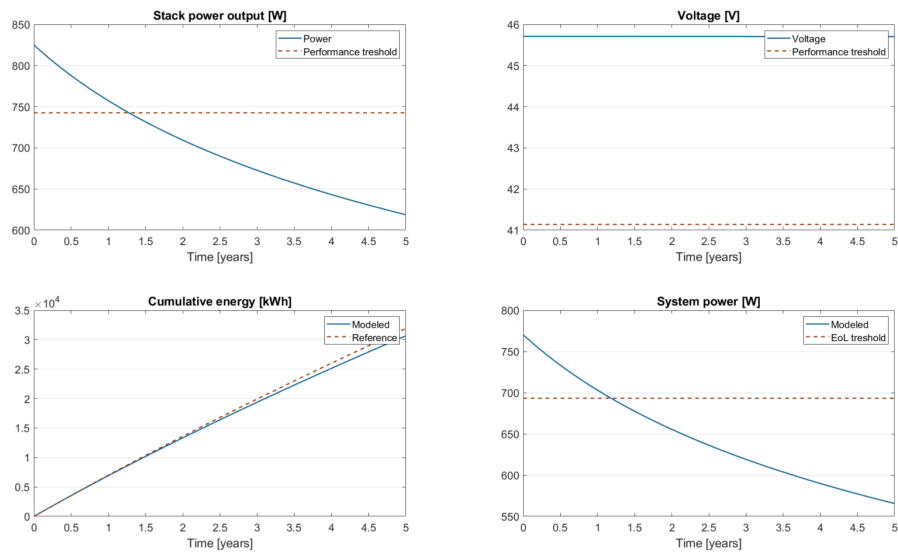 Stack power output [W]
850
800
750
700
650
600
Power
Performance treshold
0 0.5 1 1.5 2 2.5 3 3.5 4 4.5 5
Time [years]
Voltage [V]
46
45
44
43
42
41
Voltage
Performance treshold
0 0.5 1 1.5 2 2.5 3 3.5 4 4.5 5
Time [years]
Cumulative energy [kWh]
×10⁴
3.5
3
2.5
2
1.5
1
0.5
0
Modeled
Reference
0 0.5 1 1.5 2 2.5 3 3.5 4 4.5 5
Time [years]
System power [W]
800
750
700
650
600
550
Modeled
EoL treshold
0 0.5 1 1.5 2 2.5 3 3.5 4 4.5 5
Time [years]